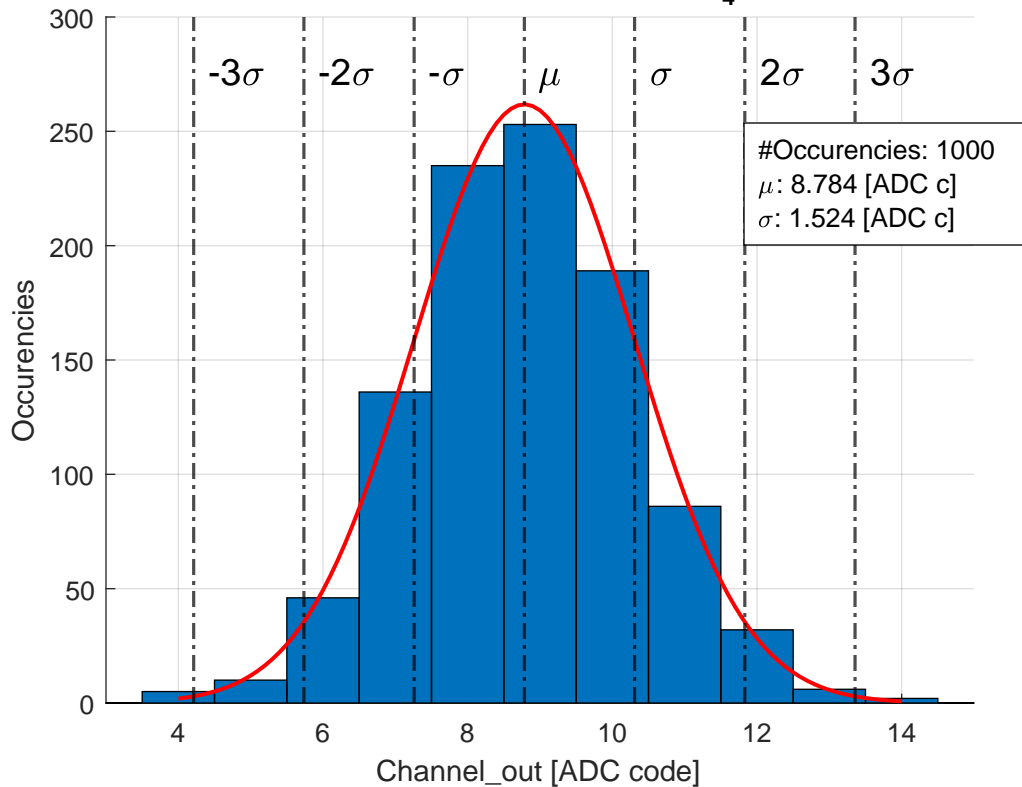 4
300
250
200
150
100
50
0
-3σ -2σ -σ μ σ 2σ 3σ
#Occurencies: 1000
μ: 8.784 [ADC c]
σ: 1.524 [ADC c]
Occurencies
4 6 8 10 12 14
Channel_out [ADC code]